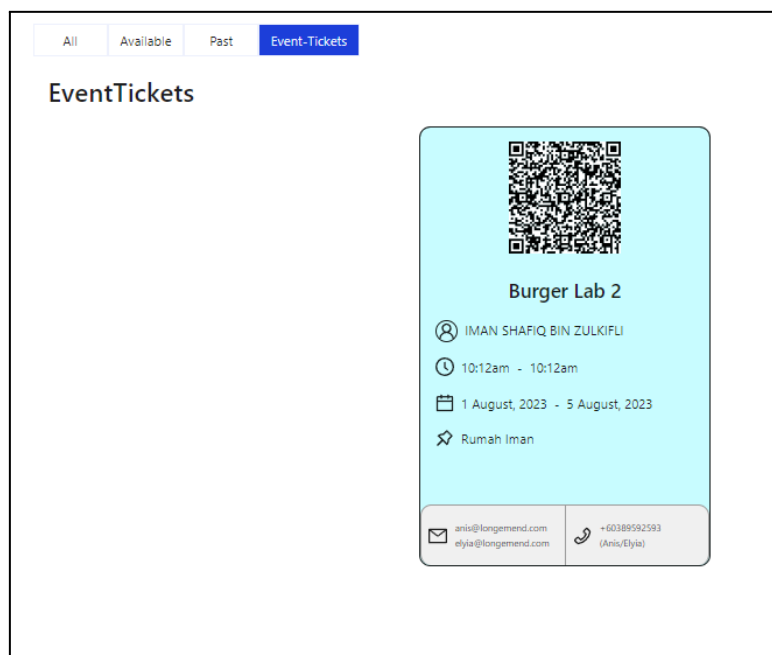 All
Available
Past
Event-Tickets
EventTickets
Burger Lab 2
IMAN SHAFIQ BIN ZULKIFLI
10:12am - 10:12am
1 August, 2023 - 5 August, 2023
Rumah Iman
anis@longemend.com
elyia@longemend.com
+60389592593
(Anis/Elyia)